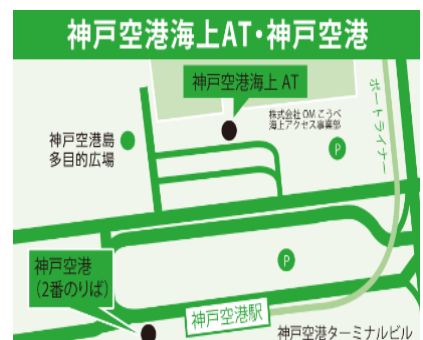 神戸空港海上AT・神戸空港
神戸空港海上 AT
株式会社 OM こうべ
海上アクセス事業部
ポートライナー
神戸空港島
多目的広場
P
P
神戸空港
（2番のりば）
神戸空港駅
神戸空港ターミナルビル